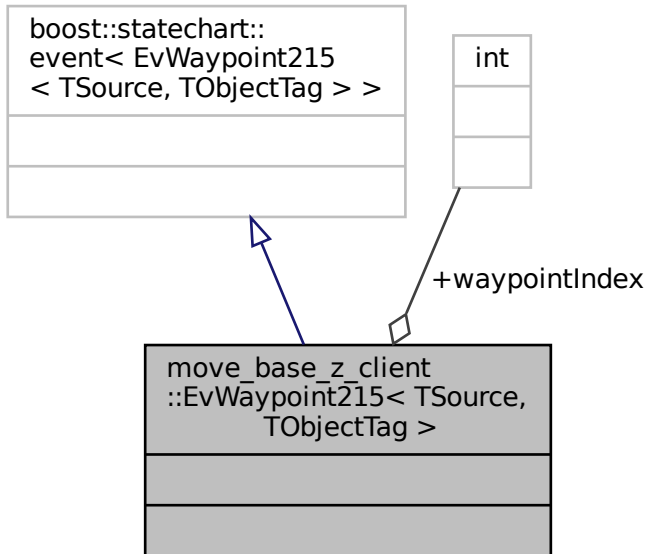 boost::statechart::
event< EvWaypoint215
< TSource, TObjectTag > >
int
+waypointIndex
move_base_z_client
::EvWaypoint215< TSource,
TObjectTag >